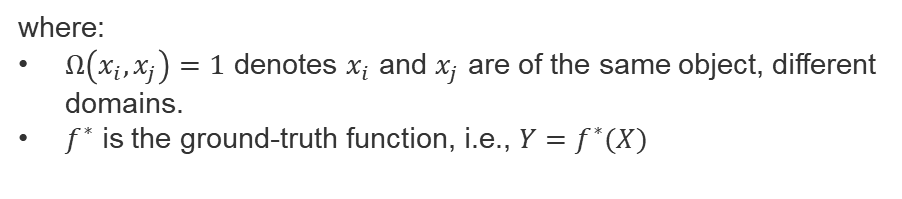 where:
• Ω(xᵢ, xⱼ) = 1 denotes xᵢ and xⱼ are of the same object, different
domains.
• f* is the ground-truth function, i.e., Y = f*(X)